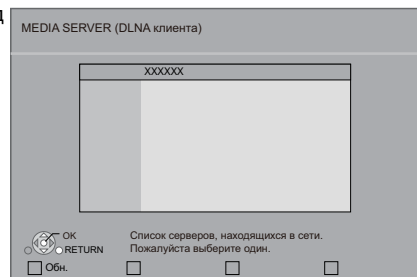 д
MEDIA SERVER (DLNA клиента)
XXXXXX
OK
RETURN
Список серверов, находящихся в сети.
Пожалуйста выберите один.
Обн.